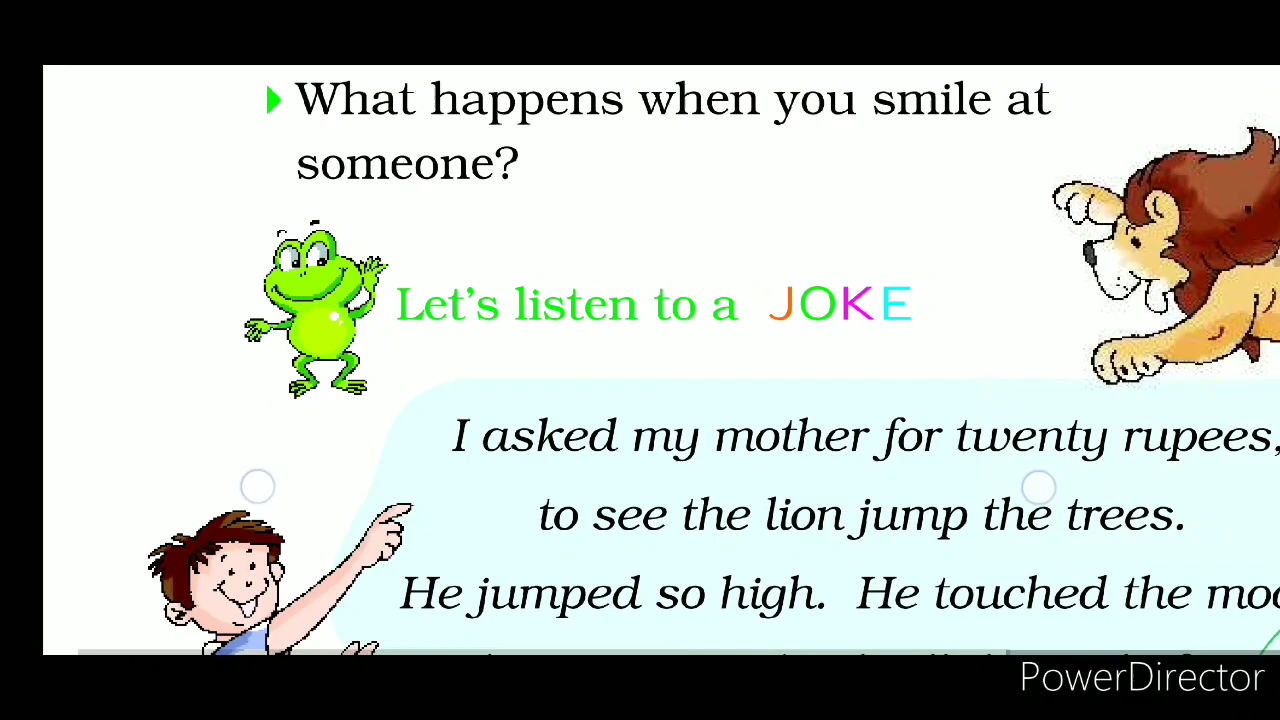 What happens when you smile at
someone?
Let's listen to a JOKE
I asked my mother for twenty rupees,
to see the lion jump the trees.
He jumped so high. He touched the
PowerDirector